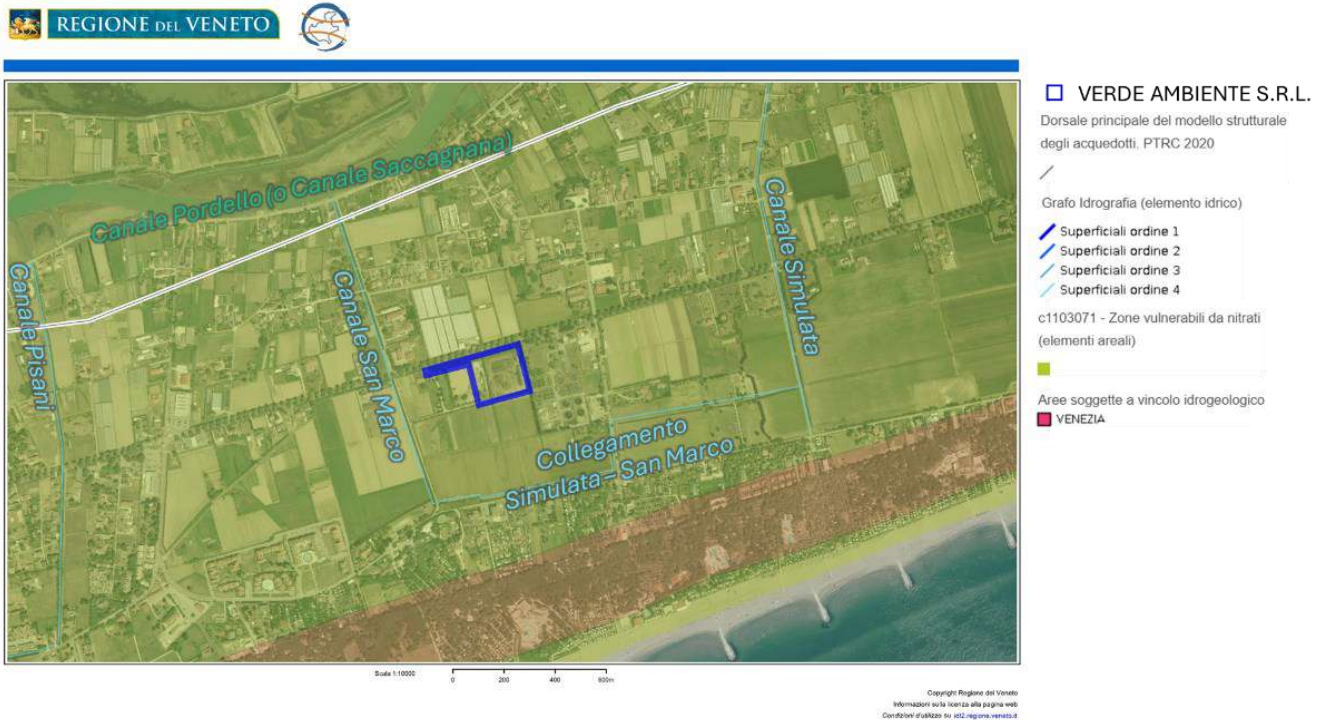 REGIONE DEL VENETO
VERDE AMBIENTE S.R.L.
Dorsale principale del modello strutturale
degli acquedotti. PTRC 2020
Grafo Idrografia (elemento idrico)
Superficiali ordine 1
Superficiali ordine 2
Superficiali ordine 3
Superficiali ordine 4
c1103071 - Zone vulnerabili da nitrati
(elementi areali)
Aree soggette a vincolo idrogeologico
VENEZIA
Canale Pordello (o Canale Saccagnana)
Canale Pisani
Canale San Marco
Canale Simulata
Collegamento
Simulata – San Marco
Scale 1:10000
0 200 400 600m
Copyright Regione del Veneto
Informazioni sulla licenza alla pagina web
Condizioni d'utilizzo su idt2.regione.veneto.it